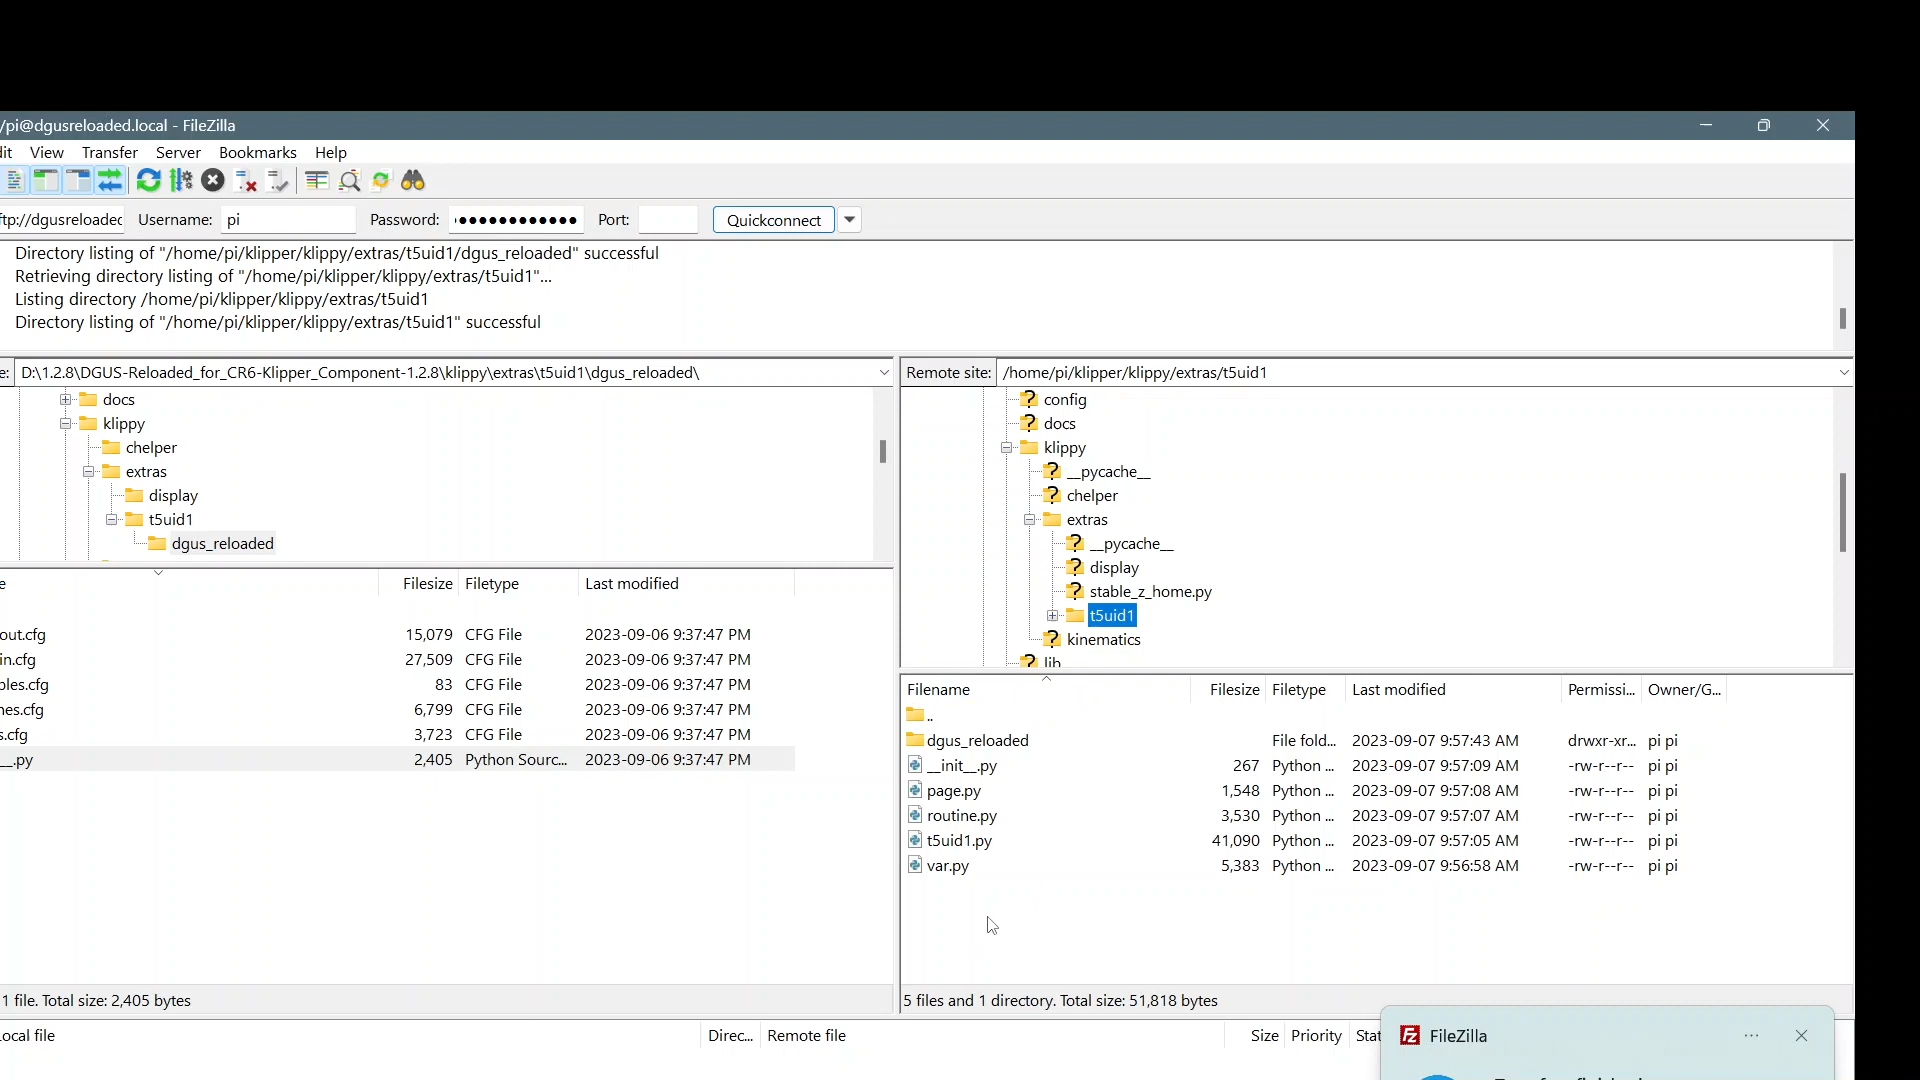 /pi@dgusreloaded.local - FileZilla
dit View Transfer Server Bookmarks Help
ftp://dgusreloaded Username: pi Password: ●●●●●●●●●●●● Port: Quickconnect
Directory listing of "/home/pi/klipper/klippy/extras/t5uid1/dgus_reloaded" successful
Retrieving directory listing of "/home/pi/klipper/klippy/extras/t5uid1"...
Listing directory /home/pi/klipper/klippy/extras/t5uid1
Directory listing of "/home/pi/klipper/klippy/extras/t5uid1" successful
e: D:\1.2.8\DGUS-Reloaded_for_CR6-Klipper_Component-1.2.8\klippy\extras\t5uid1\dgus_reloaded\
docs
klippy
chelper
extras
display
t5uid1
dgus_reloaded
e Filesize Filetype Last modified
out.cfg 15,079 CFG File 2023-09-06 9:37:47 PM
in.cfg 27,509 CFG File 2023-09-06 9:37:47 PM
bles.cfg 83 CFG File 2023-09-06 9:37:47 PM
nes.cfg 6,799 CFG File 2023-09-06 9:37:47 PM
s.cfg 3,723 CFG File 2023-09-06 9:37:47 PM
__.py 2,405 Python Sourc... 2023-09-06 9:37:47 PM
1 file. Total size: 2,405 bytes
Remote site: /home/pi/klipper/klippy/extras/t5uid1
config
docs
klippy
__pycache__
chelper
extras
__pycache__
display
stable_z_home.py
t5uid1
kinematics
lib
Filename Filesize Filetype Last modified Permissi... Owner/G...
..
dgus_reloaded File fold... 2023-09-07 9:57:43 AM drwxr-xr... pi pi
__init__.py 267 Python ... 2023-09-07 9:57:09 AM -rw-r--r-- pi pi
page.py 1,548 Python ... 2023-09-07 9:57:08 AM -rw-r--r-- pi pi
routine.py 3,530 Python ... 2023-09-07 9:57:07 AM -rw-r--r-- pi pi
t5uid1.py 41,090 Python ... 2023-09-07 9:57:05 AM -rw-r--r-- pi pi
var.py 5,383 Python ... 2023-09-07 9:56:58 AM -rw-r--r-- pi pi
5 files and 1 directory. Total size: 51,818 bytes
ocal file Direc... Remote file Size Priority Stat
FileZilla